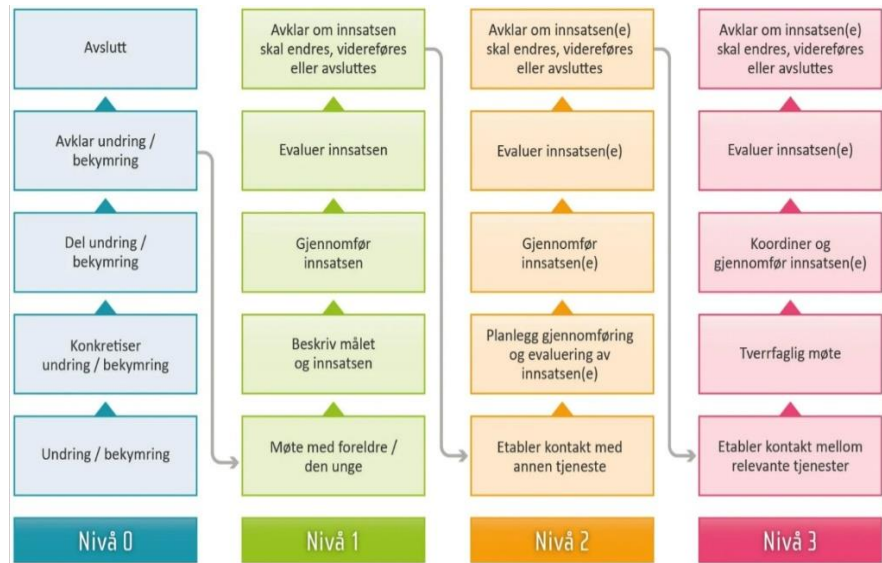 Avslutt
Avklar undring /
bekymring
Del undring /
bekymring
Konkretiser
undring / bekymring
Undring / bekymring
Nivå 0
Avklar om innsatsen
skal endres, videreføres
eller avsluttes
Evaluer innsatsen
Gjennomfør
innsatsen
Beskriv målet
og innsatsen
Møte med foreldre /
den unge
Nivå 1
Avklar om innsatsen(e)
skal endres, videreføres
eller avsluttes
Evaluer innsatsen(e)
Gjennomfør
innsatsen(e)
Planlegg gjennomføring
og evaluering av
innsatsen(e)
Etabler kontakt med
annen tjeneste
Nivå 2
Avklar om innsatsen(e)
skal endres, videreføres
eller avsluttes
Evaluer innsatsen(e)
Koordiner og
gjennomfør innsatsen(e)
Tverrfaglig møte
Etabler kontakt mellom
relevante tjenester
Nivå 3